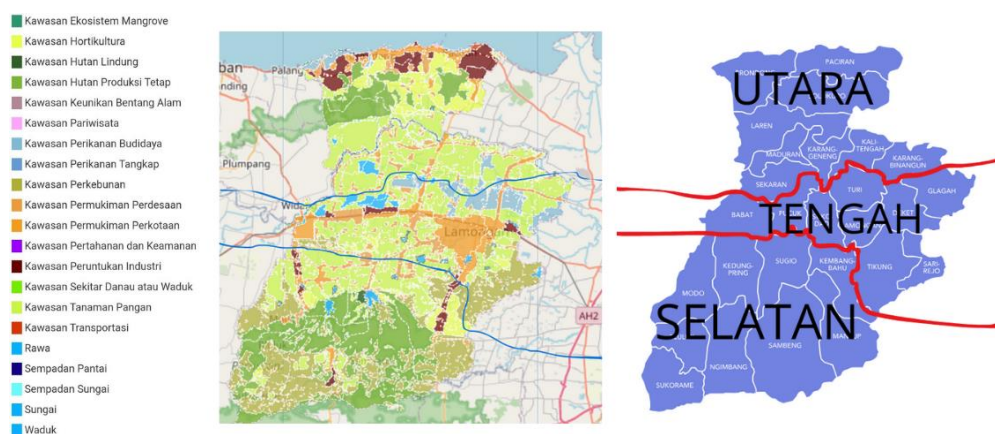 Kawasan Ekosistem Mangrove
Kawasan Hortikultura
Kawasan Hutan Lindung
Kawasan Hutan Produksi Tetap
Kawasan Keunikan Bentang Alam
Kawasan Pariwisata
Kawasan Perikanan Budidaya
Kawasan Perikanan Tangkap
Kawasan Perkebunan
Kawasan Permukiman Perdesaan
Kawasan Permukiman Perkotaan
Kawasan Pertahanan dan Keamanan
Kawasan Peruntukan Industri
Kawasan Sekitar Danau atau Waduk
Kawasan Tanaman Pangan
Kawasan Transportasi
Rawa
Sempadan Pantai
Sempadan Sungai
Sungai
Waduk
ban
Palang
Plumpang
AH2
PACIRAN
UTARA
LAREN
KARANG-
GENENG
KALI-
TENGAH
MADURAN
KARANG-
BINANGUN
SEKARAN
TURI
GLAGAH
BABAT
TENGAH
KEDUNG-
PRING
SUGIO
KEMBANG-
BAHU
TIKUNG
SARI-
REJO
MODO
SELATAN
SAMBENG
NGIMBANG
SUKORAME